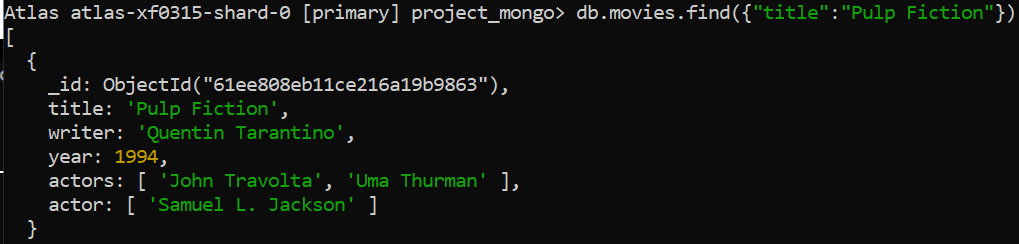 Atlas atlas-xf0315-shard-0 [primary] project_mongo> db.movies.find({"title":"Pulp Fiction"})
[
  {
    _id: ObjectId("61ee808eb11ce216a19b9863"),
    title: 'Pulp Fiction',
    writer: 'Quentin Tarantino',
    year: 1994,
    actors: [ 'John Travolta', 'Uma Thurman' ],
    actor: [ 'Samuel L. Jackson' ]
  }